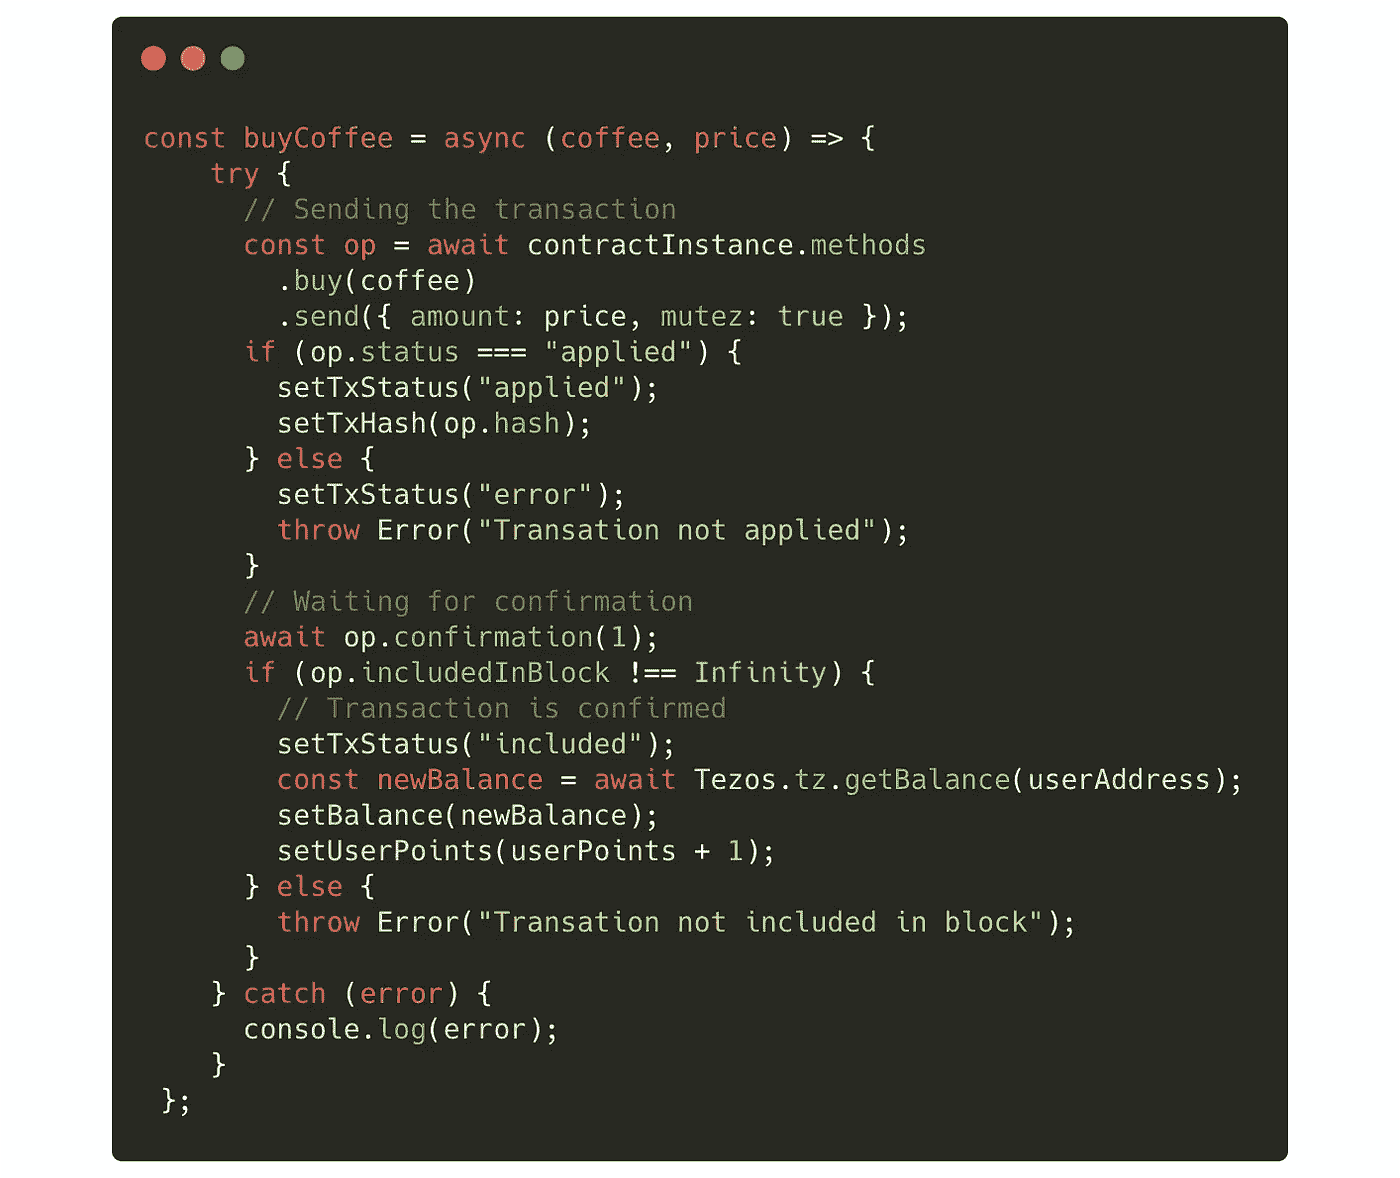 const buyCoffee = async (coffee, price) => {
    try {
      // Sending the transaction
      const op = await contractInstance.methods
        .buy(coffee)
        .send({ amount: price, mutez: true });
      if (op.status === "applied") {
        setTxStatus("applied");
        setTxHash(op.hash);
      } else {
        setTxStatus("error");
        throw Error("Transation not applied");
      }
      // Waiting for confirmation
      await op.confirmation(1);
      if (op.includedInBlock !== Infinity) {
        // Transaction is confirmed
        setTxStatus("included");
        const newBalance = await Tezos.tz.getBalance(userAddress);
        setBalance(newBalance);
        setUserPoints(userPoints + 1);
      } else {
        throw Error("Transation not included in block");
      }
    } catch (error) {
      console.log(error);
    }
 };